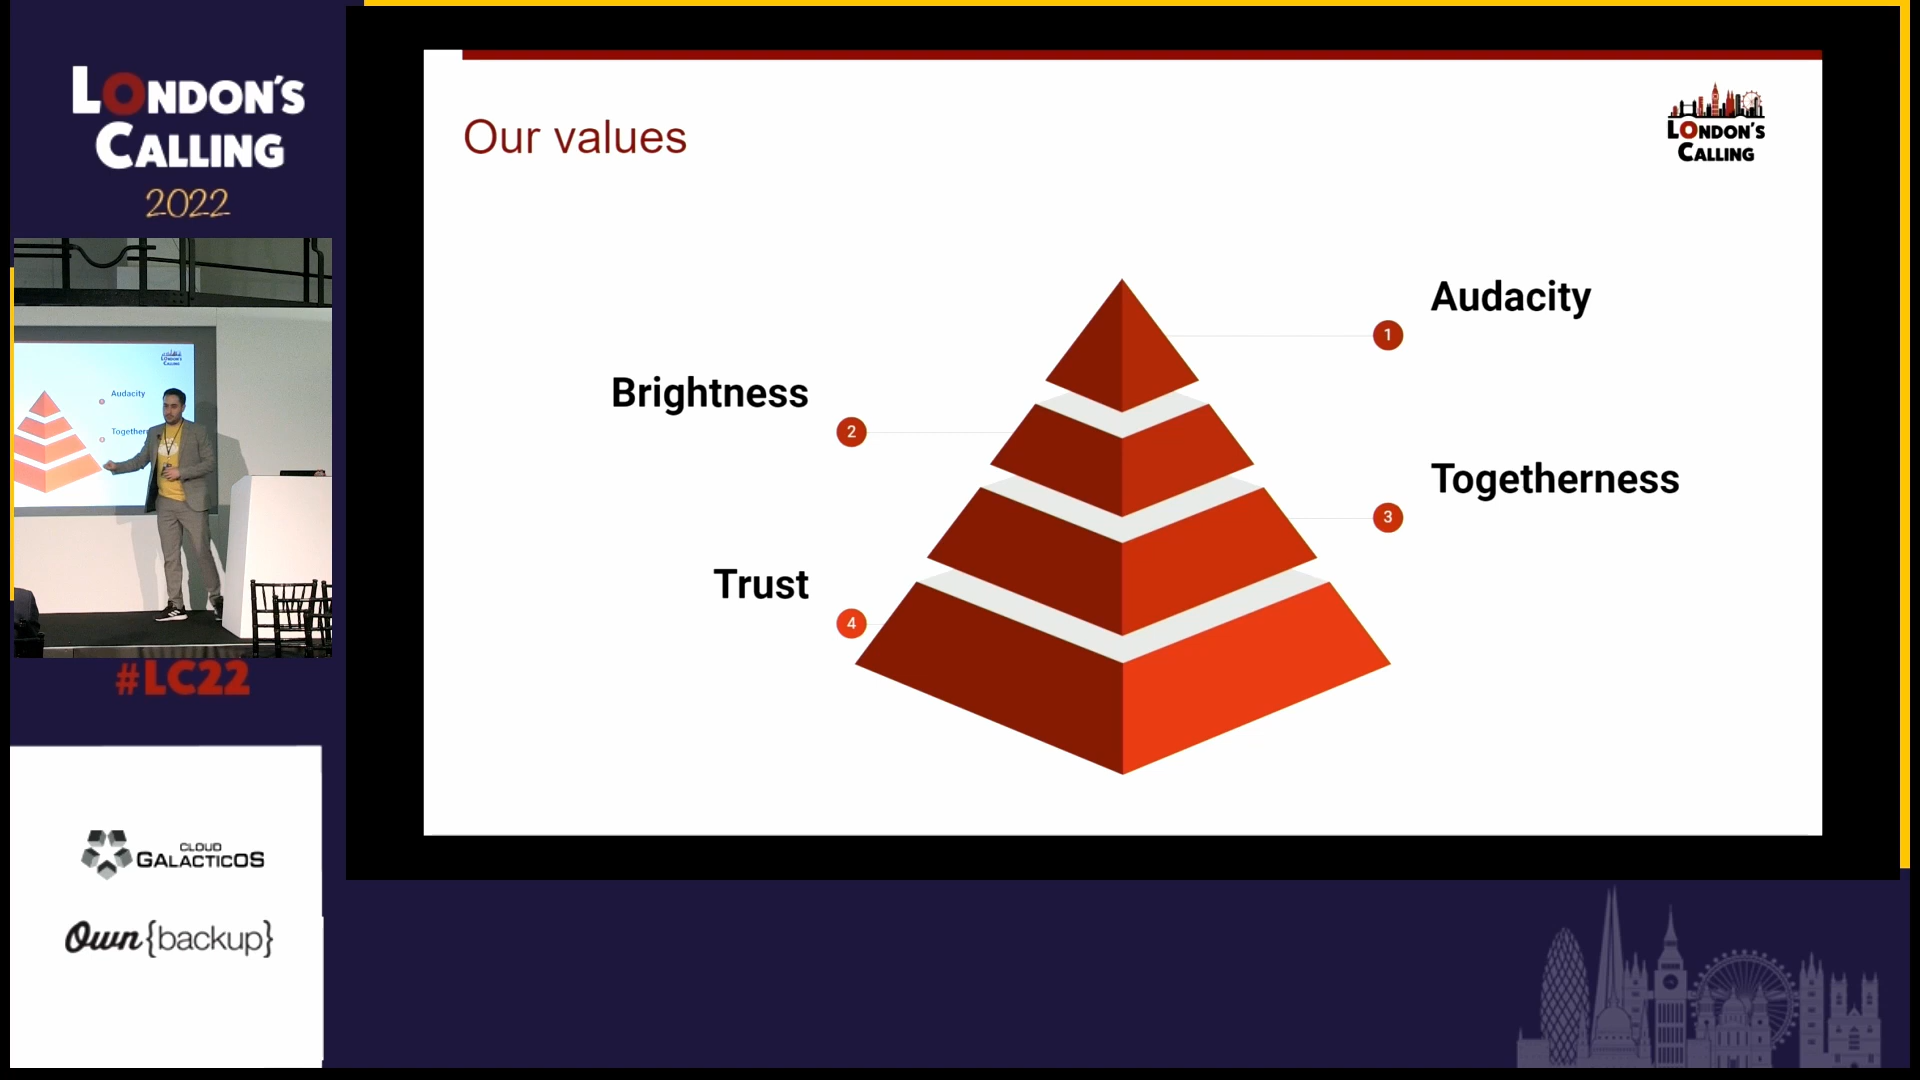 LONDON'S
CALLING
2022
Audacity
#LC22
CLOUD
GALACTICOS
Own{backup}
Our values
LONDON'S
CALLING
Audacity
1
Brightness
2
Togetherness
3
Trust
4